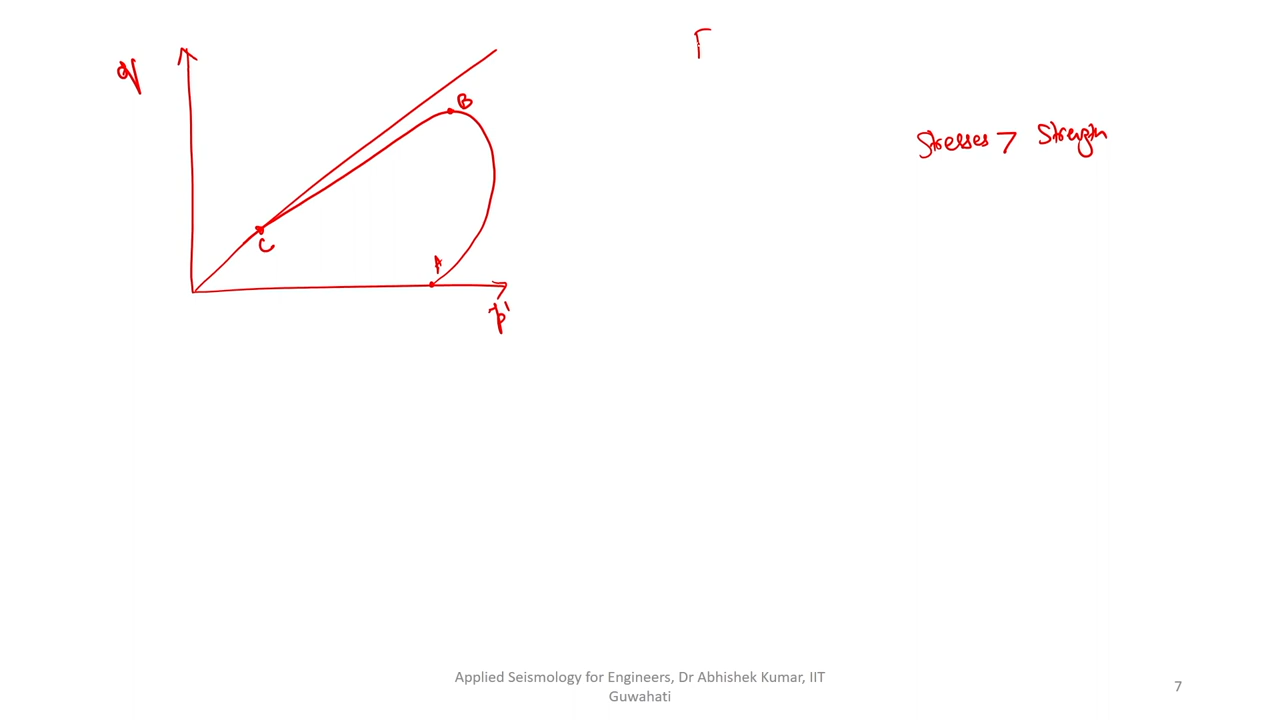 q
B
Stresses > Strength
C
A
p'
Applied Seismology for Engineers, Dr Abhishek Kumar, IIT
Guwahati
7